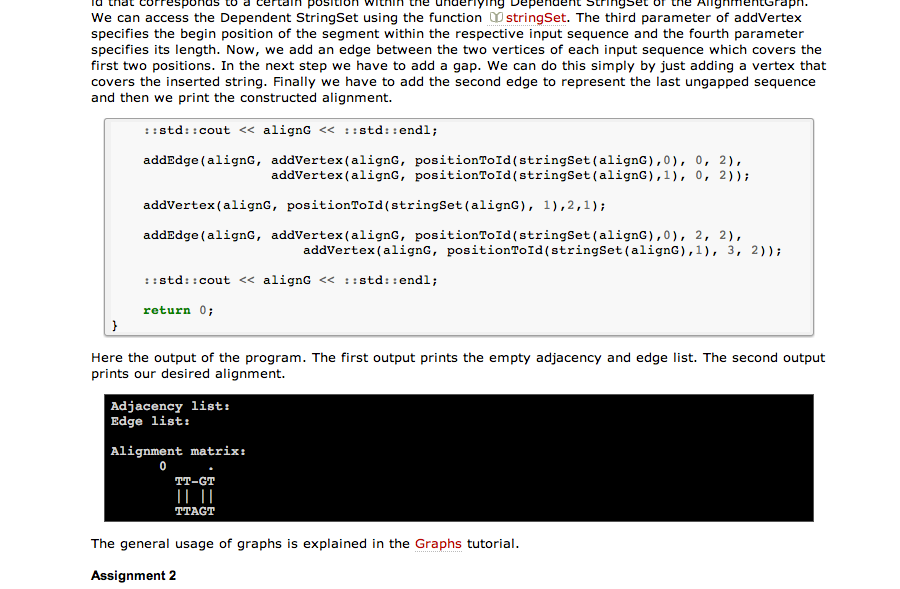 id that corresponds to a certain position within the underlying Dependent StringSet of the AlignmentGraph.
We can access the Dependent StringSet using the function stringSet. The third parameter of addVertex
specifies the begin position of the segment within the respective input sequence and the fourth parameter
specifies its length. Now, we add an edge between the two vertices of each input sequence which covers the
first two positions. In the next step we have to add a gap. We can do this simply by just adding a vertex that
covers the inserted string. Finally we have to add the second edge to represent the last ungapped sequence
and then we print the constructed alignment.
::std::cout << alignG << ::std::endl;
addEdge(alignG, addVertex(alignG, positionToId(stringSet(alignG),0), 0, 2),
addVertex(alignG, positionToId(stringSet(alignG),1), 0, 2));
addVertex(alignG, positionToId(stringSet(alignG), 1),2,1);
addEdge(alignG, addVertex(alignG, positionToId(stringSet(alignG),0), 2, 2),
addVertex(alignG, positionToId(stringSet(alignG),1), 3, 2));
::std::cout << alignG << ::std::endl;
return 0;
}
Here the output of the program. The first output prints the empty adjacency and edge list. The second output
prints our desired alignment.
Adjacency list:
Edge list:
Alignment matrix:
0 .
TT-GT
|| ||
TTAGT
The general usage of graphs is explained in the Graphs tutorial.
Assignment 2